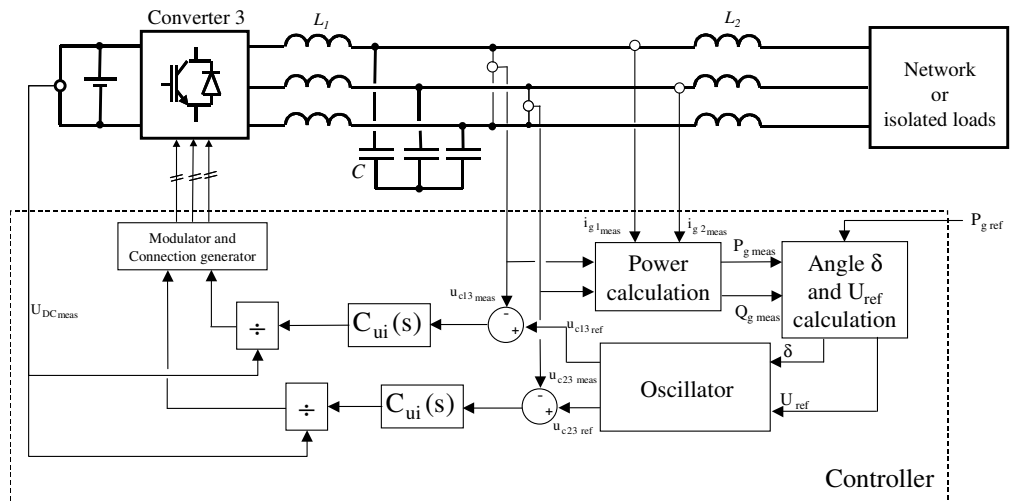 Converter 3
L1
L2
Network
or
isolated loads
C
ig1meas
ig2meas
Pg ref
Modulator and
Connection generator
Power
calculation
Pg meas
Qg meas
Angle δ
and Uref
calculation
UDCmeas
uc13 meas
÷
Cui(s)
-
+
uc13 ref
Oscillator
δ
Uref
uc23 meas
÷
Cui(s)
-
+
uc23 ref
Controller